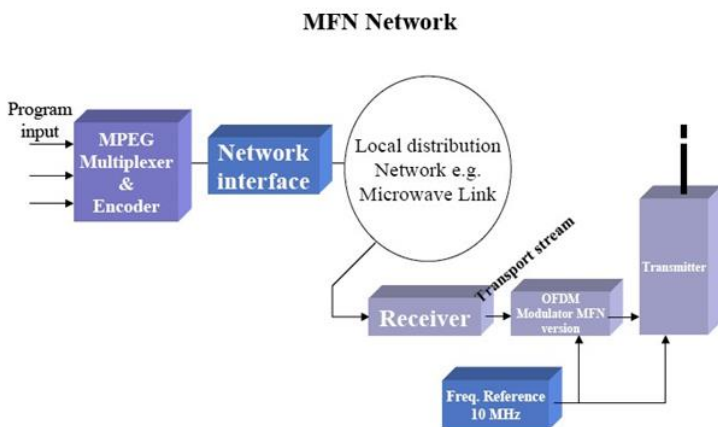 MFN Network
Program
input
MPEG
Multiplexer
&
Encoder
Network
interface
Local distribution
Network e.g.
Microwave Link
Transport stream
Receiver
OFDM
Modulator MFN
version
Transmitter
Freq. Reference
10 MHz